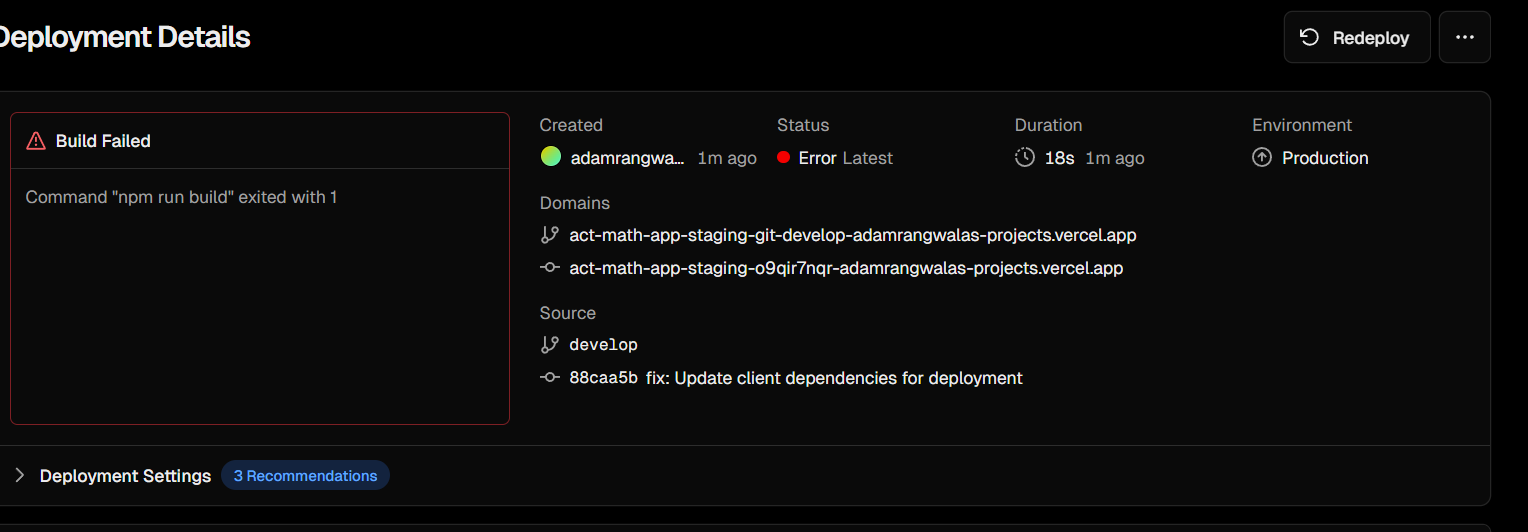 Deployment Details
Redeploy
Build Failed
Command "npm run build" exited with 1
Created
adamrangwa... 1m ago
Status
Error Latest
Duration
18s 1m ago
Environment
Production
Domains
act-math-app-staging-git-develop-adamrangwalas-projects.vercel.app
act-math-app-staging-o9qir7nqr-adamrangwalas-projects.vercel.app
Source
develop
88caa5b fix: Update client dependencies for deployment
Deployment Settings 3 Recommendations